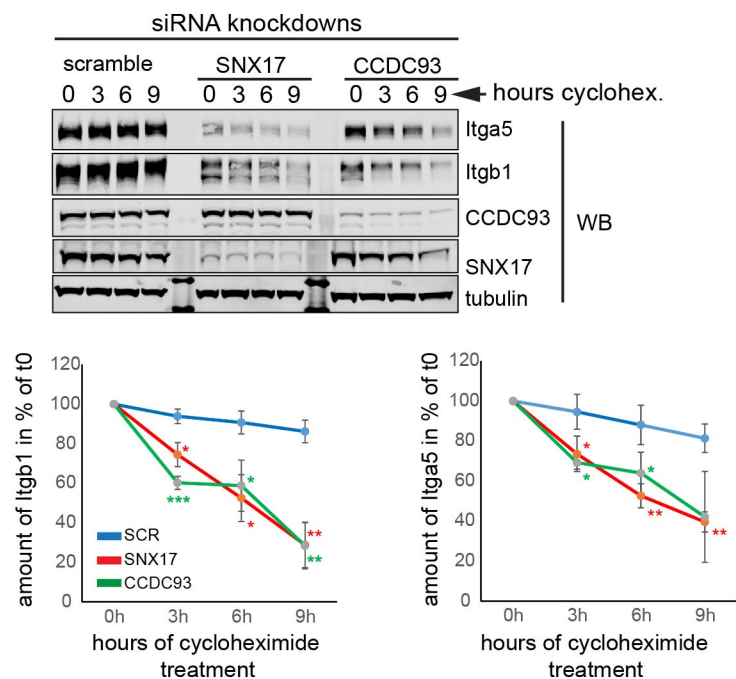 siRNA knockdowns
scramble SNX17 CCDC93
0 3 6 9 0 3 6 9 0 3 6 9 hours cyclohex.
Itga5
Itgb1
CCDC93
SNX17
tubulin
WB
amount of Itgb1 in % of t0
120
100
80
60
40
20
0
* *** * * ** **
SCR
SNX17
CCDC93
0h 3h 6h 9h
hours of cycloheximide
treatment
amount of Itga5 in % of t0
120
100
80
60
40
20
0
* * * ** **
0h 3h 6h 9h
hours of cycloheximide
treatment